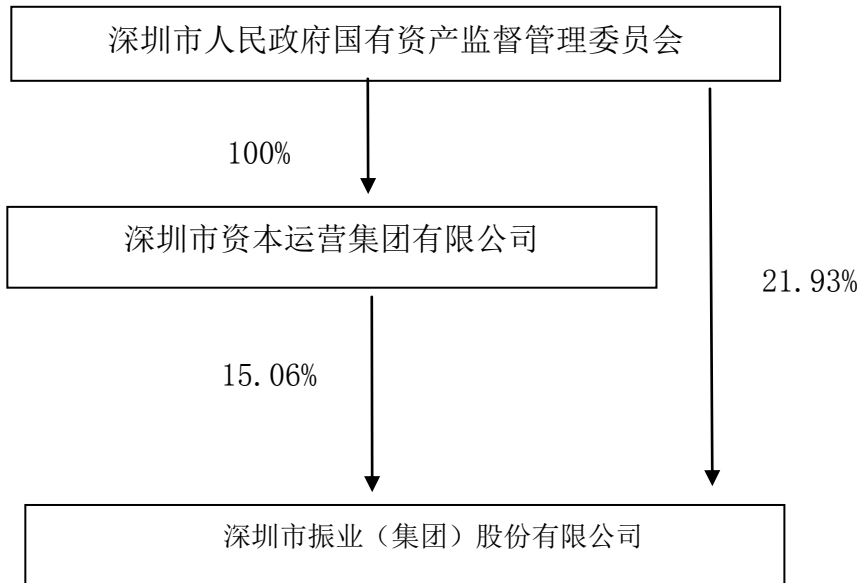 深圳市人民政府国有资产监督管理委员会
100%
深圳市资本运营集团有限公司
21.93%
15.06%
深圳市振业（集团）股份有限公司